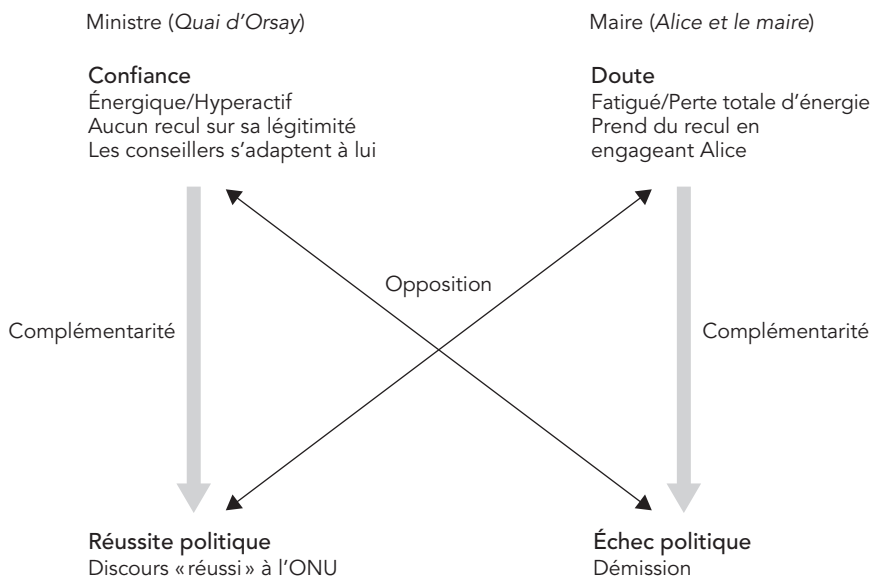 Ministre (Quai d'Orsay)
Confiance
Énergique/Hyperactif
Aucun recul sur sa légitimité
Les conseillers s'adaptent à lui
Maire (Alice et le maire)
Doute
Fatigué/Perte totale d'énergie
Prend du recul en
engageant Alice
Opposition
Complémentarité
Complémentarité
Réussite politique
Discours « réussi » à l'ONU
Échec politique
Démission